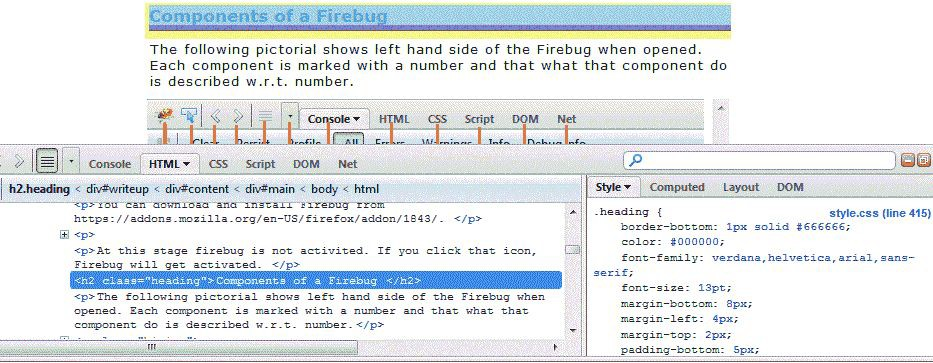 Components of a Firebug
The following pictorial shows left hand side of the Firebug when opened.
Each component is marked with a number and that what that component do
is described w.r.t. number.
Console HTML CSS Script DOM Net
Clear Persist Profile All Errors Warnings Info Debug Info
Console HTML CSS Script DOM Net
h2.heading < div#writeup < div#content < div#main < body < html
<p>You can download and install Firebug from
https://addons.mozilla.org/en-US/firefox/addon/1843/. </p>
<p>
<p>At this stage firebug is not activited. If you click that icon,
Firebug will get activated. </p>
<h2 class="heading">Components of a Firebug </h2>
<p>The following pictorial shows left hand side of the Firebug when
opened. Each component is marked with a number and that what that
component do is described w.r.t. number.</p>
Style Computed Layout DOM
.heading { style.css (line 415)
border-bottom: 1px solid #666666;
color: #000000;
font-family: verdana,helvetica,arial,sans-
serif;
font-size: 13pt;
margin-bottom: 8px;
margin-left: 4px;
margin-top: 2px;
padding-bottom: 5px;